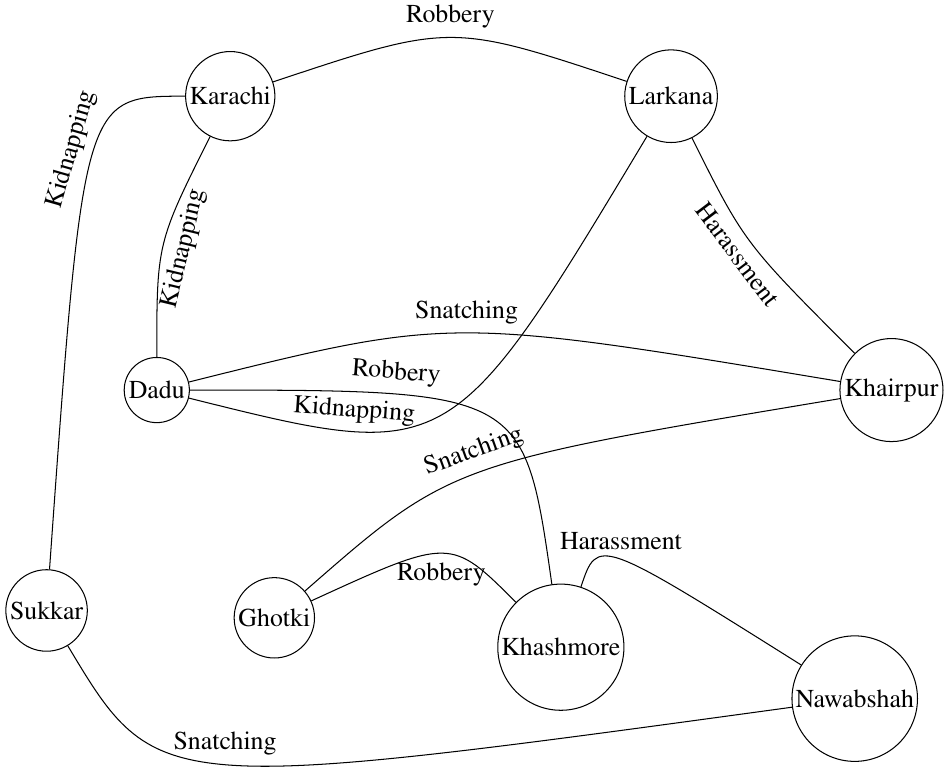 Robbery
Karachi
Larkana
Kidnapping
Kidnapping
Harassment
Snatching
Robbery
Dadu
Khairpur
Kidnapping
Snatching
Harassment
Robbery
Sukkar
Ghotki
Khashmore
Nawabshah
Snatching